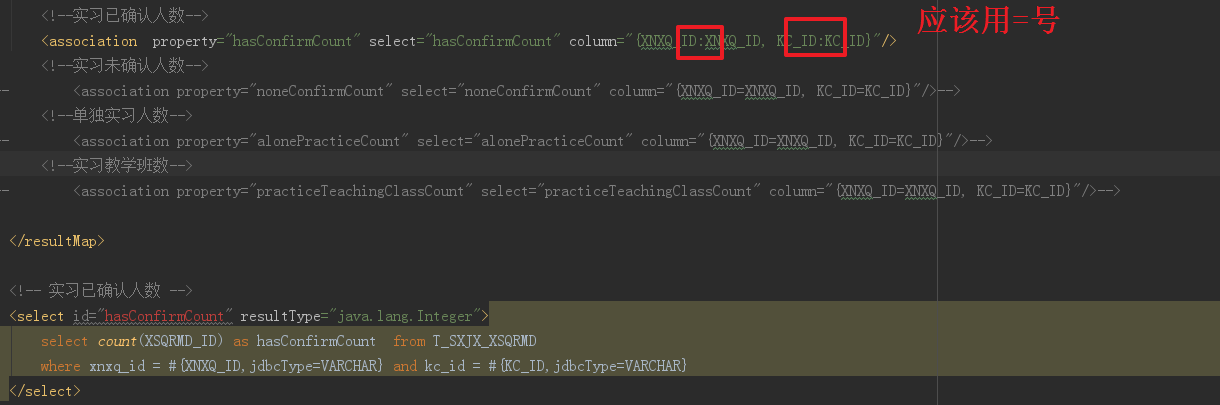 <!--实习已确认人数-->
应该用=号
<association  property="hasConfirmCount" select="hasConfirmCount" column="{XNXQ_ID:XNXQ_ID, KC_ID:KC_ID}"/>
<!--实习未确认人数-->
--      <association property="noneConfirmCount" select="noneConfirmCount" column="{XNXQ_ID=XNXQ_ID, KC_ID=KC_ID}"/>-->
<!--单独实习人数-->
--      <association property="alonePracticeCount" select="alonePracticeCount" column="{XNXQ_ID=XNXQ_ID, KC_ID=KC_ID}"/>-->
<!--实习教学班数-->
--      <association property="practiceTeachingClassCount" select="practiceTeachingClassCount" column="{XNXQ_ID=XNXQ_ID, KC_ID=KC_ID}"/>-->
</resultMap>
<!-- 实习已确认人数 -->
<select id="hasConfirmCount" resultType="java.lang.Integer">
select count(XSQRMD_ID) as hasConfirmCount  from T_SXJX_XSQRMD
where xnxq_id = #{XNXQ_ID,jdbcType=VARCHAR} and kc_id = #{KC_ID,jdbcType=VARCHAR}
</select>